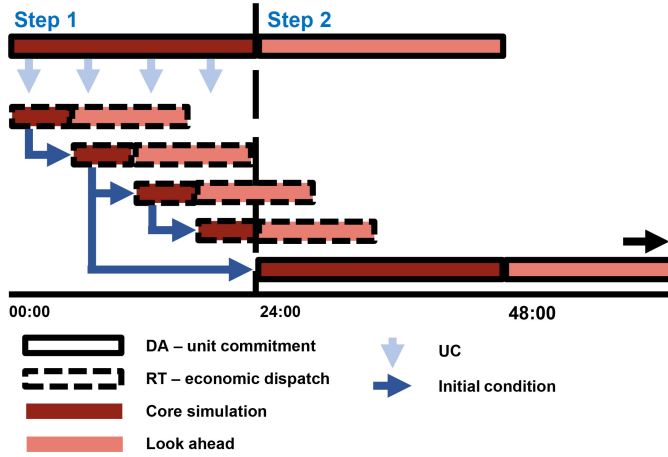 Step 1
Step 2
00:00
24:00
48:00
DA – unit commitment
UC
RT – economic dispatch
Initial condition
Core simulation
Look ahead